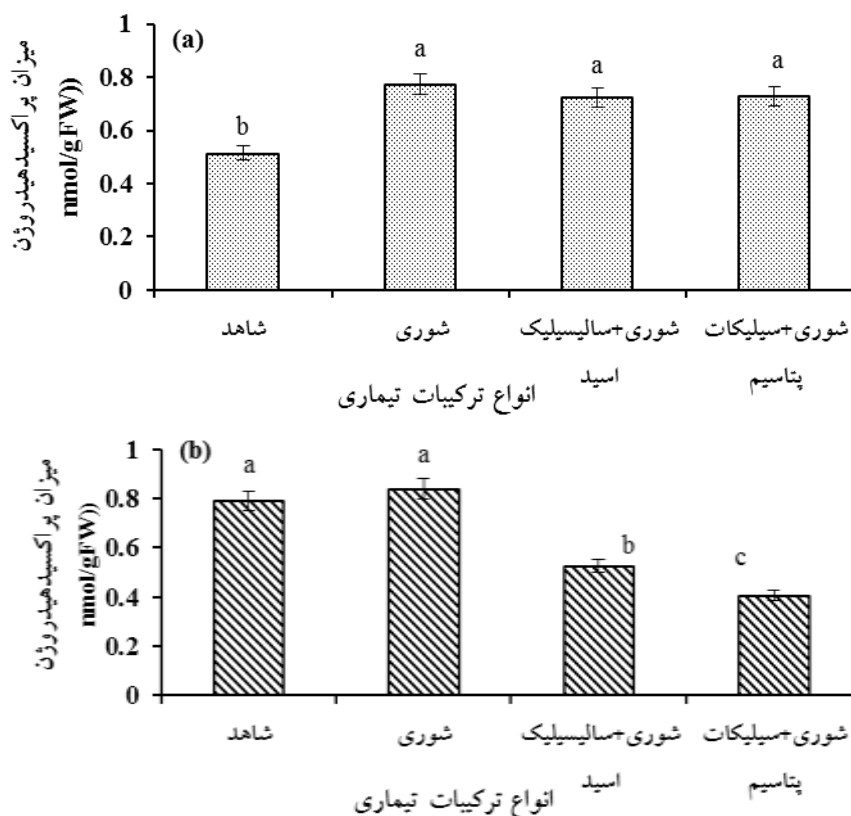 میزان پراکسیدهیدروژن
nmol/gFW))
(a)
1
0.8
0.6
0.4
0.2
0
b
a
a
a
شاهد
شوری
شوری+سالیسیلیک
اسید
شوری+سیلیکات
پتاسیم
انواع ترکیبات تیماری
میزان پراکسیدهیدروژن
nmol/gFW))
(b)
1
0.8
0.6
0.4
0.2
0
a
a
b
c
شاهد
شوری
شوری+سالیسیلیک
اسید
شوری+سیلیکات
پتاسیم
انواع ترکیبات تیماری